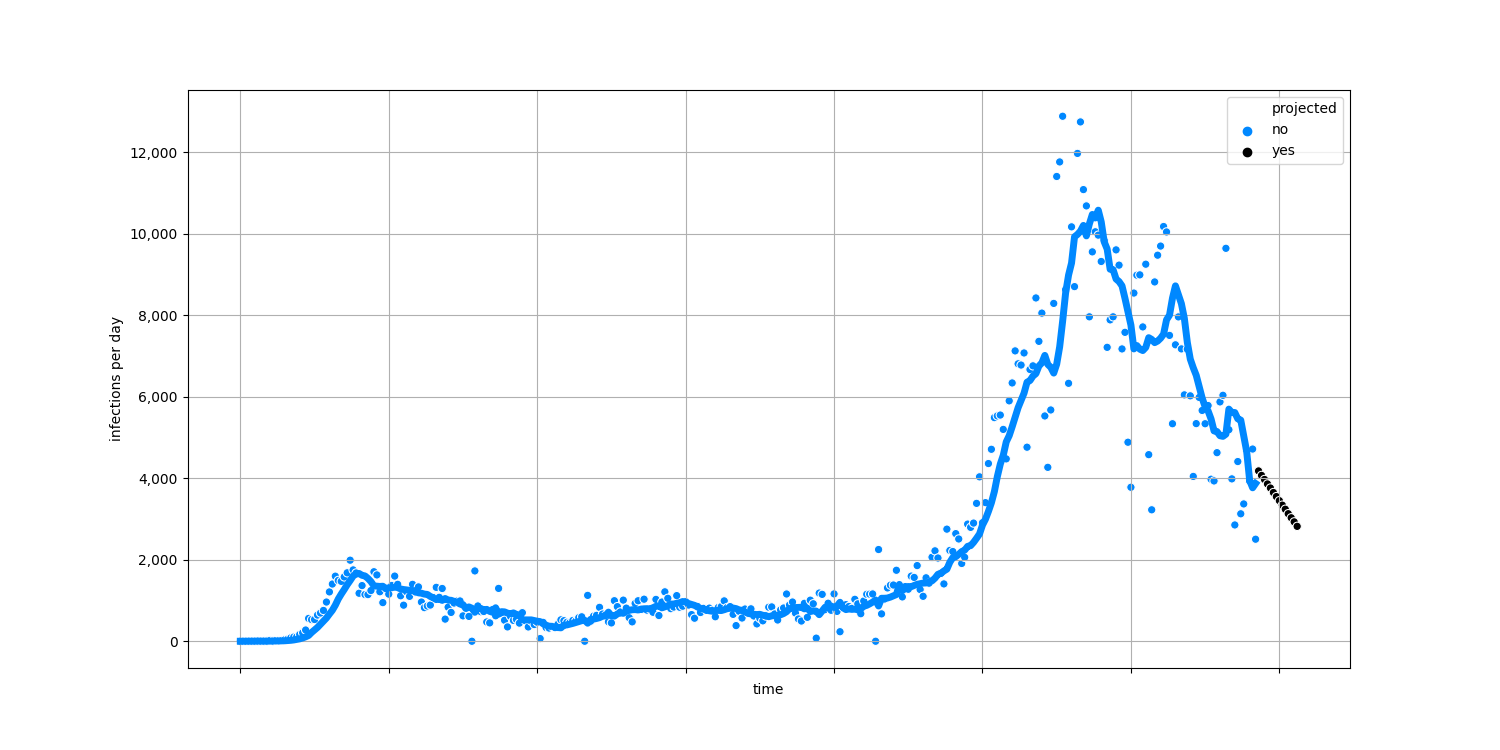 projected
no
yes
12,000
10,000
8,000
6,000
4,000
2,000
0
infections per day
time